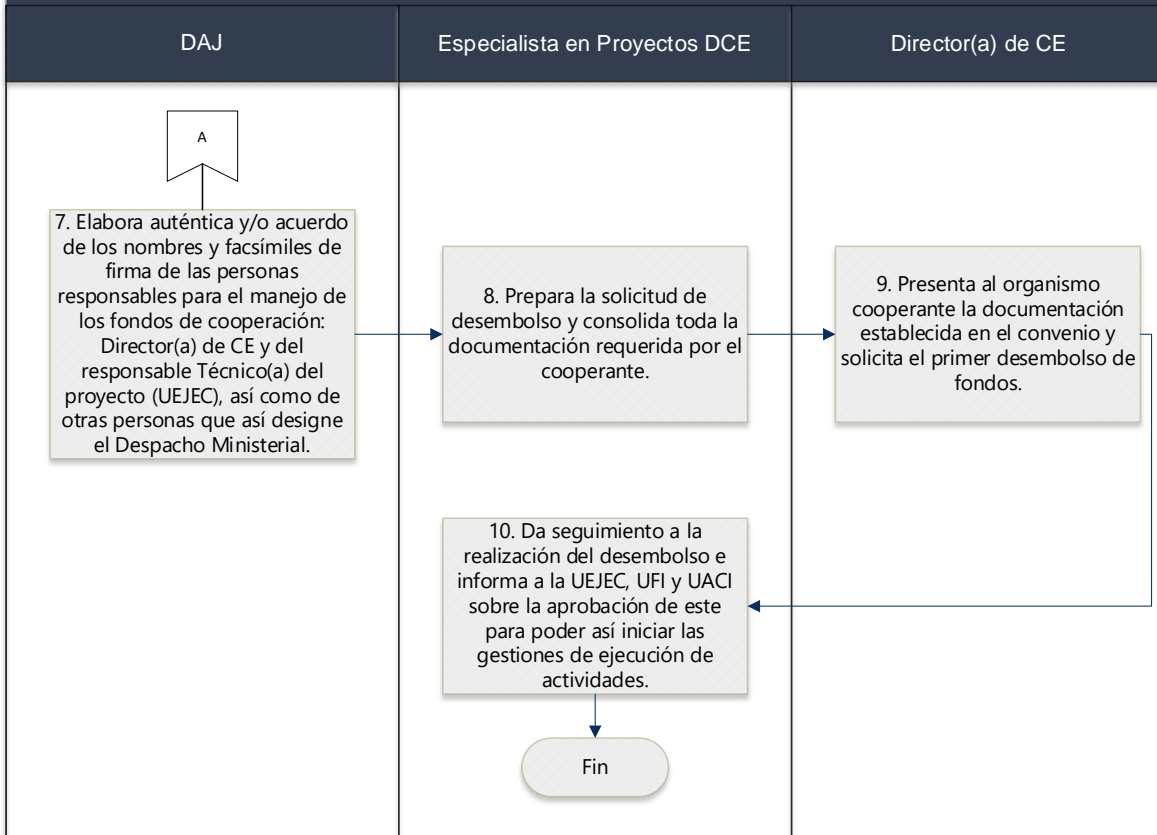 DAJ
Especialista en Proyectos DCE
Director(a) de CE
A
7. Elabora auténtica y/o acuerdo
de los nombres y facsímiles de
firma de las personas
responsables para el manejo de
los fondos de cooperación:
Director(a) de CE y del
responsable Técnico(a) del
proyecto (UEJEC), así como de
otras personas que así designe
el Despacho Ministerial.
8. Prepara la solicitud de
desembolso y consolida toda la
documentación requerida por el
cooperante.
9. Presenta al organismo
cooperante la documentación
establecida en el convenio y
solicita el primer desembolso de
fondos.
10. Da seguimiento a la
realización del desembolso e
informa a la UEJEC, UFI y UACI
sobre la aprobación de este
para poder así iniciar las
gestiones de ejecución de
actividades.
Fin